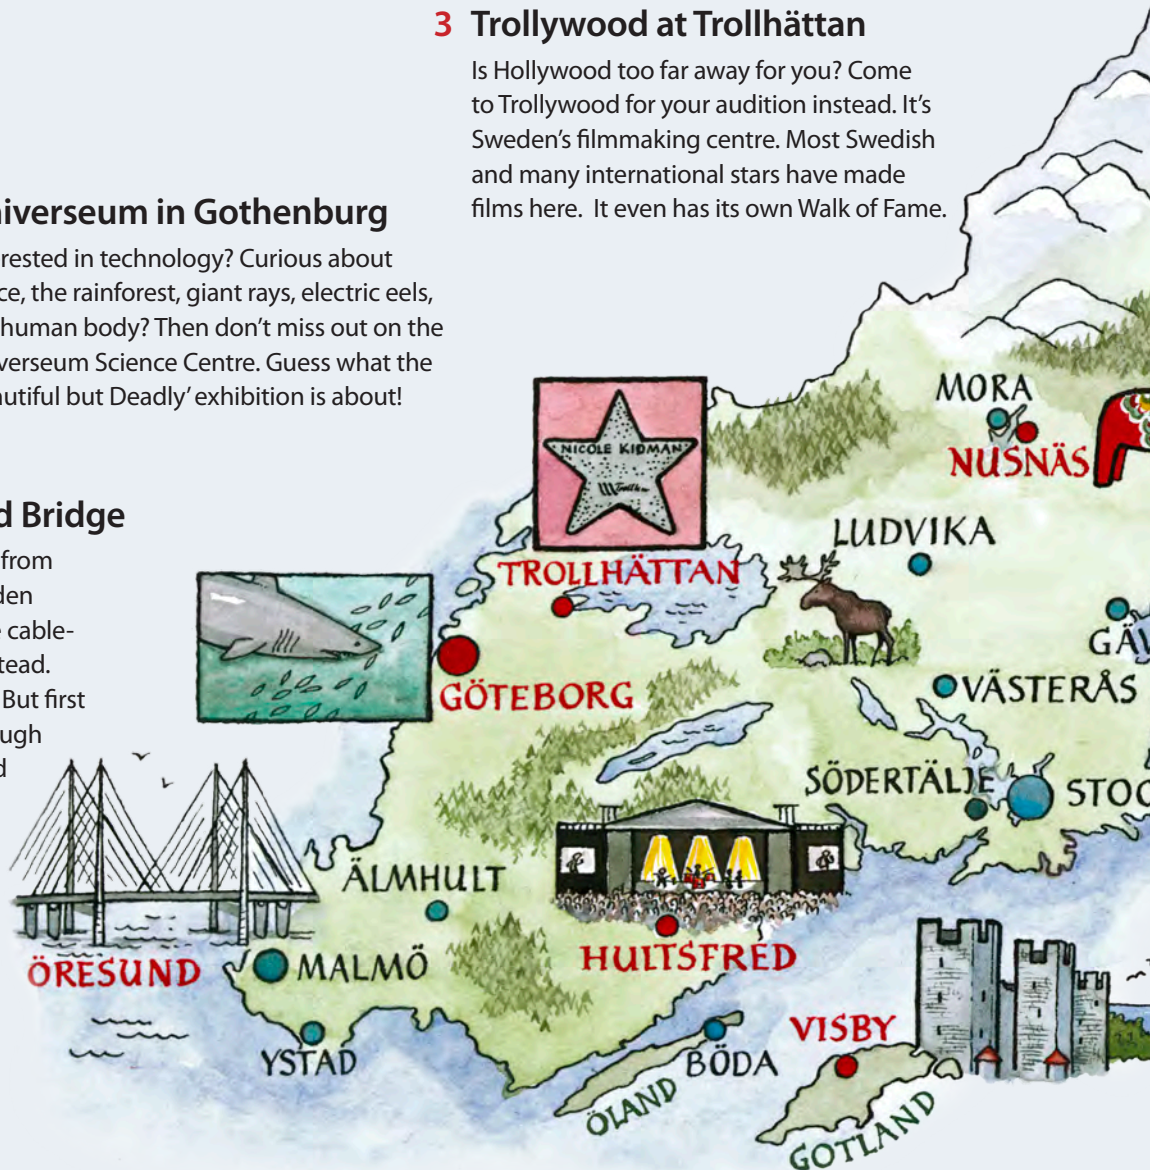 3 Trollywood at Trollhättan
Is Hollywood too far away for you? Come
to Trollywood for your audition instead. It's
Sweden's filmmaking centre. Most Swedish
and many international stars have made
films here. It even has its own Walk of Fame.
iverseum in Gothenburg
rested in technology? Curious about
ce, the rainforest, giant rays, electric eels,
human body? Then don't miss out on the
verseum Science Centre. Guess what the
autiful but Deadly' exhibition is about!
d Bridge
from
den
e cable-
tead.
But first
ugh
d
MORA
NUSNÄS
NICOLE KIDMAN
LUDVIKA
TROLLHÄTTAN
GÄV
GÖTEBORG
VÄSTERÅS
SÖDERTÄLJE
STOC
ÄLMHULT
HULTSFRED
ÖRESUND
MALMÖ
VISBY
YSTAD
BÖDA
ÖLAND
GOTLAND